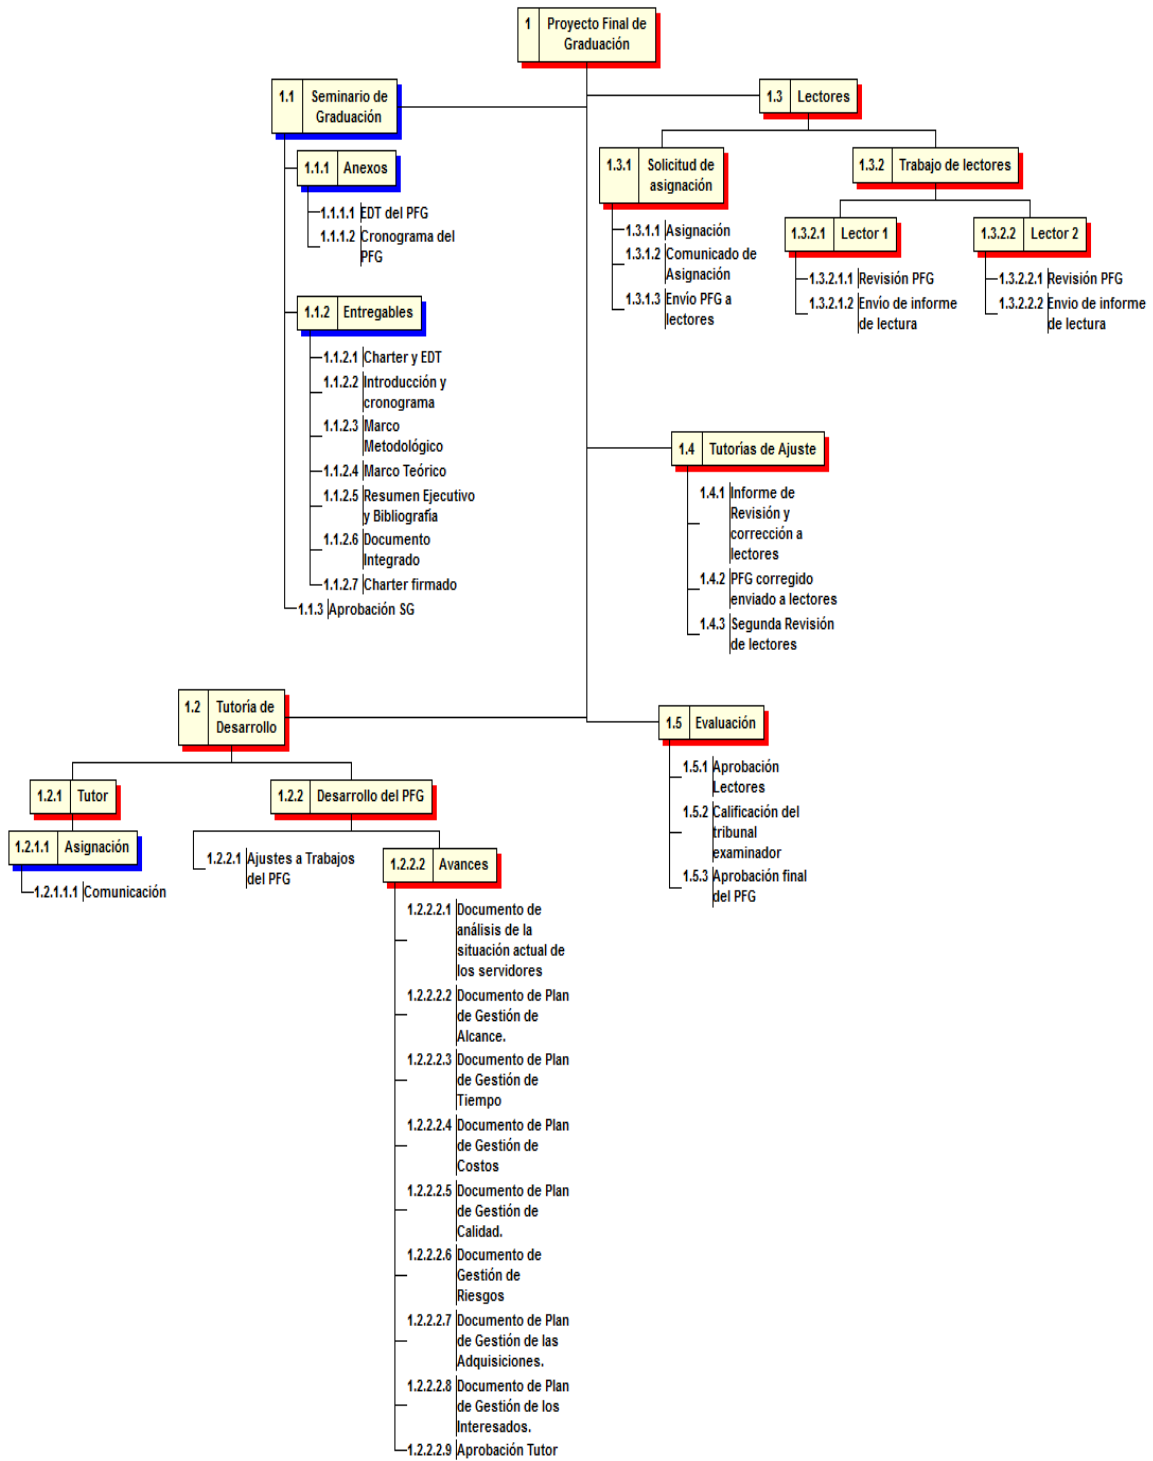 1 Proyecto Final de
Graduación
1.1 Seminario de
Graduación
1.1.1 Anexos
1.1.1.1 EDT del PFG
1.1.1.2 Cronograma del
PFG
1.1.2 Entregables
1.1.2.1 Charter y EDT
1.1.2.2 Introducción y
cronograma
1.1.2.3 Marco
Metodológico
1.1.2.4 Marco Teórico
1.1.2.5 Resumen Ejecutivo
y Bibliografía
1.1.2.6 Documento
Integrado
1.1.2.7 Charter firmado
1.1.3 Aprobación SG
1.2 Tutoría de
Desarrollo
1.2.1 Tutor
1.2.1.1 Asignación
1.2.1.1.1 Comunicación
1.2.2 Desarrollo del PFG
1.2.2.1 Ajustes a Trabajos
del PFG
1.2.2.2 Avances
1.2.2.2.1 Documento de
análisis de la
situación actual de
los servidores
1.2.2.2.2 Documento de Plan
de Gestión de
Alcance.
1.2.2.2.3 Documento de Plan
de Gestión de
Tiempo
1.2.2.2.4 Documento de Plan
de Gestión de
Costos
1.2.2.2.5 Documento de Plan
de Gestión de
Calidad.
1.2.2.2.6 Documento de
Gestión de
Riesgos
1.2.2.2.7 Documento de Plan
de Gestión de las
Adquisiciones.
1.2.2.2.8 Documento de Plan
de Gestión de los
Interesados.
1.2.2.2.9 Aprobación Tutor
1.3 Lectores
1.3.1 Solicitud de
asignación
1.3.1.1 Asignación
1.3.1.2 Comunicado de
Asignación
1.3.1.3 Envío PFG a
lectores
1.3.2 Trabajo de lectores
1.3.2.1 Lector 1
1.3.2.1.1 Revisión PFG
1.3.2.1.2 Envío de informe
de lectura
1.3.2.2 Lector 2
1.3.2.2.1 Revisión PFG
1.3.2.2.2 Envio de informe
de lectura
1.4 Tutorías de Ajuste
1.4.1 Informe de
Revisión y
corrección a
lectores
1.4.2 PFG corregido
enviado a lectores
1.4.3 Segunda Revisión
de lectores
1.5 Evaluación
1.5.1 Aprobación
Lectores
1.5.2 Calificación del
tribunal
examinador
1.5.3 Aprobación final
del PFG